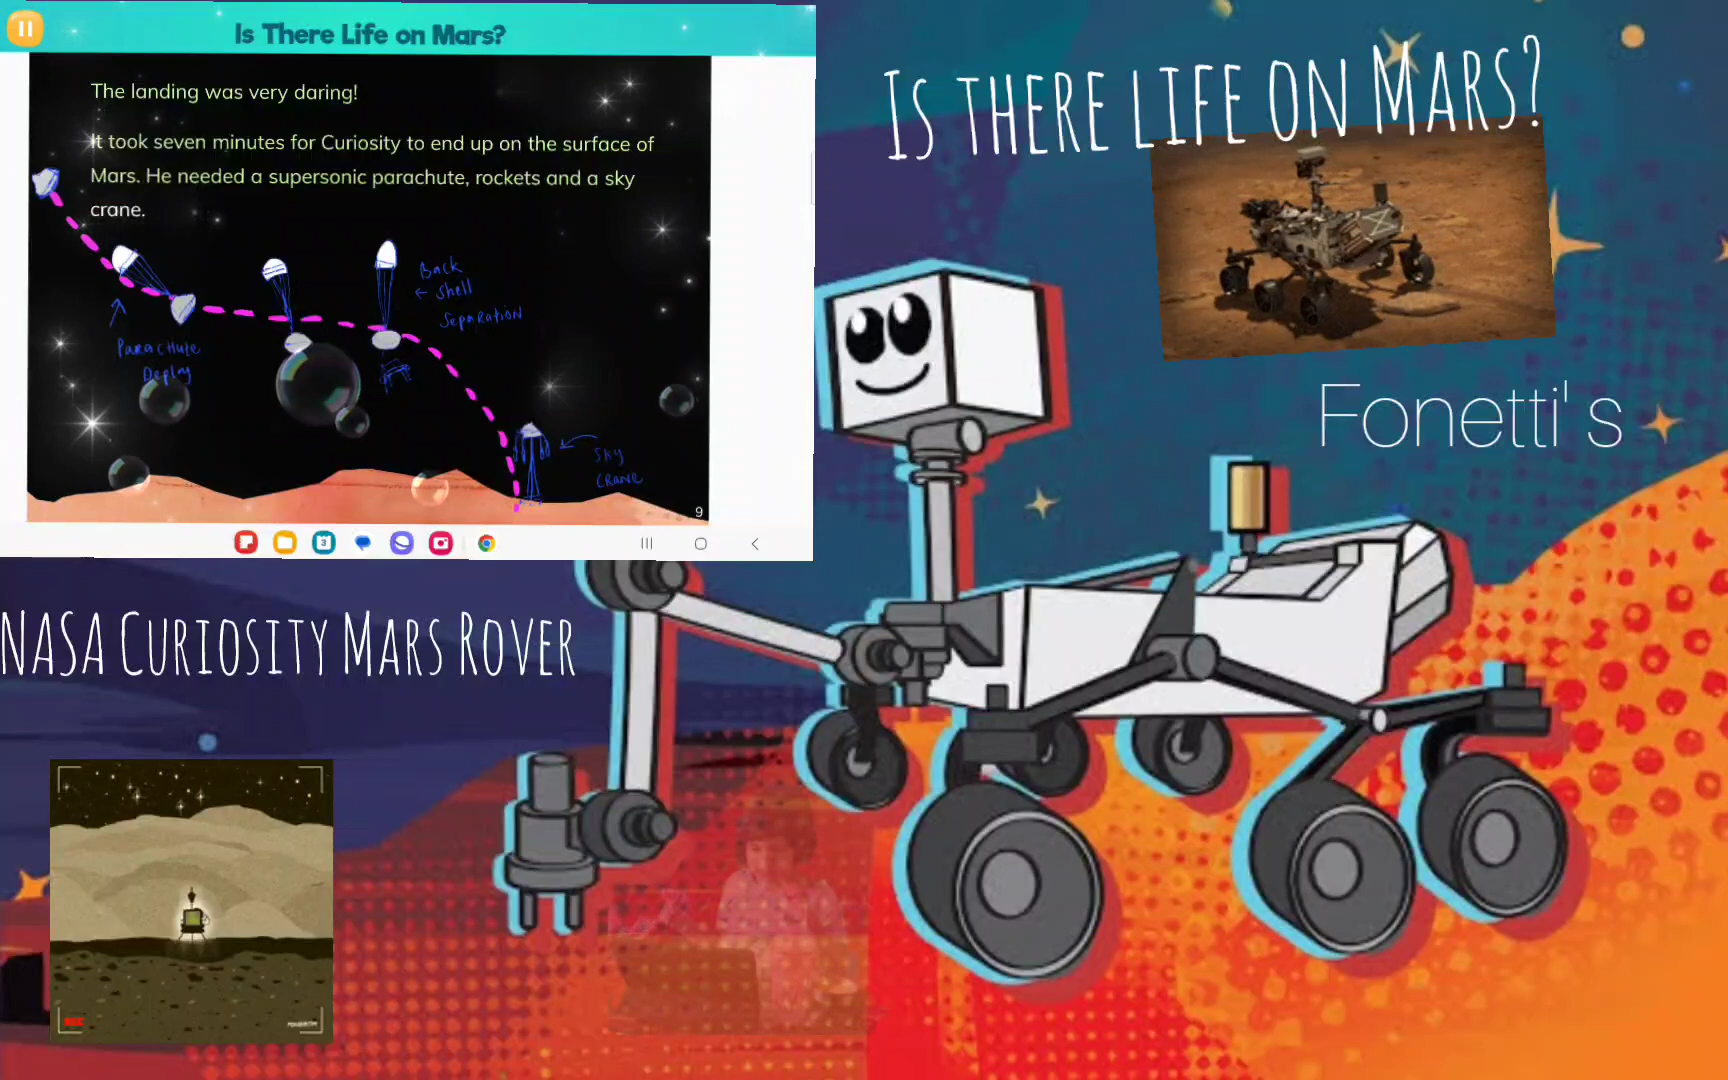 Is There Life on Mars?
The landing was very daring!
It took seven minutes for Curiosity to end up on the surface of
Mars. He needed a supersonic parachute, rockets and a sky
crane.
Parachute
Deploy
Back
← Shell
Separation
Sky
Crane
9
3
Is there life on Mars?
Fonetti's
NASA Curiosity Mars Rover
REC